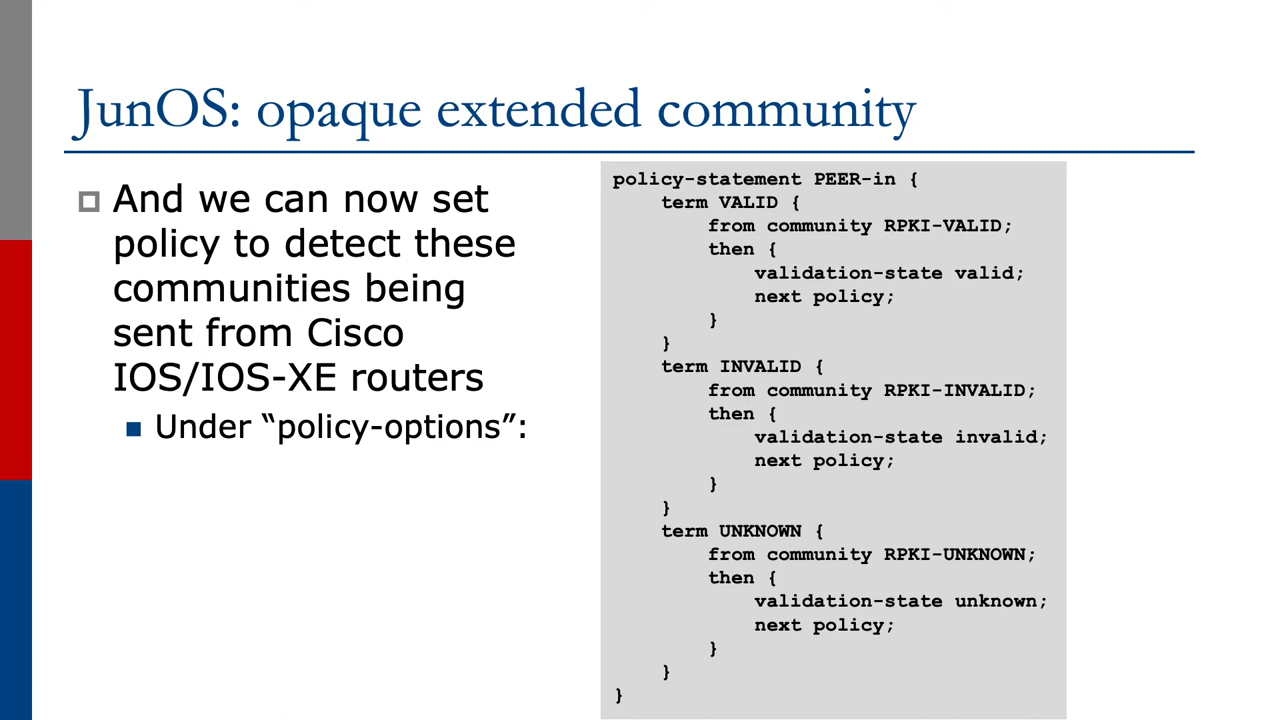 JunOS: opaque extended community
And we can now set
policy to detect these
communities being
sent from Cisco
IOS/IOS-XE routers
Under “policy-options”:
policy-statement PEER-in {
    term VALID {
        from community RPKI-VALID;
        then {
            validation-state valid;
            next policy;
        }
    }
    term INVALID {
        from community RPKI-INVALID;
        then {
            validation-state invalid;
            next policy;
        }
    }
    term UNKNOWN {
        from community RPKI-UNKNOWN;
        then {
            validation-state unknown;
            next policy;
        }
    }
}